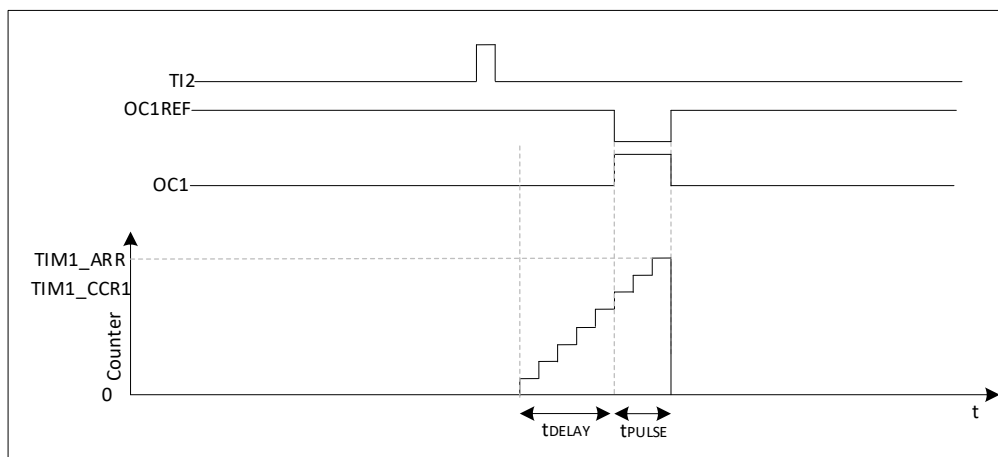 TI2
OC1REF
OC1
TIM1_ARR
TIM1_CCR1
Counter
0
t
tDELAY
tPULSE